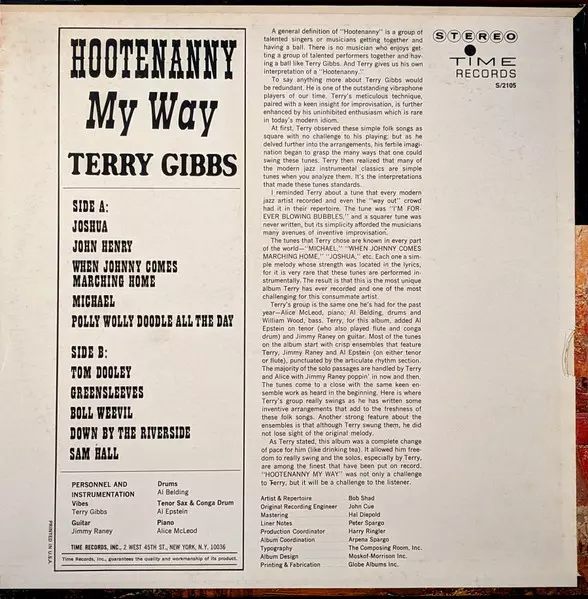 HOOTENANNY
My Way
TERRY GIBBS
SIDE A:
JOSHUA
JOHN HENRY
WHEN JOHNNY COMES
MARCHING HOME
MICHAEL
POLLY WOLLY DOODLE ALL THE DAY
SIDE B:
TOM DOOLEY
GREENSLEEVES
BOLL WEEVIL
DOWN BY THE RIVERSIDE
SAM HALL
PERSONNEL AND
INSTRUMENTATION
Vibes
Terry Gibbs
Guitar
Jimmy Raney
Drums
Al Belding
Tenor Sax & Conga Drum
Al Epstein
Piano
Alice McLeod
TIME RECORDS, INC., 2 WEST 45TH ST., NEW YORK, N.Y. 10036
Time Records, Inc., guarantees the quality and workmanship of its product.
PRINTED IN U.S.A.
A general definition of "Hootenanny" is a group of
talented singers or musicians getting together and
having a ball. There is no musician who enjoys get-
ting a group of talented performers together and hav-
ing a ball like Terry Gibbs. And Terry gives us his own
interpretation of a "Hootenanny."
To say anything more about Terry Gibbs would
be redundant. He is one of the outstanding vibraphone
players of our time. Terry's meticulous technique,
paired with a keen insight for improvisation, is further
enhanced by his uninhibited enthusiasm which is rare
in today's modern idiom.
At first, Terry observed these simple folk songs as
square with no challenge to his playing; but as he
delved further into the arrangements, his fertile imagi-
nation began to grasp the many ways that one could
swing these tunes. Terry then realized that many of
the modern jazz instrumental classics are simple
tunes when you analyze them. It's the interpretations
that made these tunes standards.
I reminded Terry about a tune that every modern
jazz artist recorded and even the "way out" crowd
had it in their repertoire. The tune was "I'M FOR-
EVER BLOWING BUBBLES," and a squarer tune was
never written, but its simplicity afforded the musicians
many avenues of inventive improvisation.
The tunes that Terry chose are known in every part
of the world—"MICHAEL," "WHEN JOHNNY COMES
MARCHING HOME," "JOSHUA," etc. Each one a sim-
ple melody whose strength was located in the lyrics,
for it is very rare that these tunes are performed in-
strumentally. The result is that this is the most unique
album Terry has ever recorded and one of the most
challenging for this consummate artist.
Terry's group is the same one he's had for the past
year—Alice McLeod, piano; Al Belding, drums and
William Wood, bass. Terry, for this album, added Al
Epstein on tenor (who also played flute and conga
drum) and Jimmy Raney on guitar. Most of the tunes
on the album start with crisp ensembles that feature
Terry, Jimmy Raney and Al Epstein (on either tenor
or flute), punctuated by the articulate rhythm section.
The majority of the solo passages are handled by Terry
and Alice with Jimmy Raney poppin' in now and then.
The tunes come to a close with the same keen en-
semble work as heard in the beginning. Here is where
Terry's group really swings as he has written some
inventive arrangements that add to the freshness of
these folk songs. Another strong feature about the
ensembles is that although Terry swung them, he did
not lose sight of the original melody.
As Terry stated, this album was a complete change
of pace for him (like drinking tea). It allowed him free-
dom to really swing and the solos, especially by Terry,
are among the finest that have been put on record.
"HOOTENANNY MY WAY" was not only a challenge
to Terry, but it will be a challenge to the listener.
Artist & Repertoire Bob Shad
Original Recording Engineer John Cue
Mastering Hal Diepold
Liner Notes Peter Spargo
Production Coordinator Harry Ringler
Album Coordination Arpena Spargo
Typography The Composing Room, Inc.
Album Design Moskof-Morrison Inc.
Printing & Fabrication Globe Albums Inc.
STEREO
TIME
RECORDS
S/2105